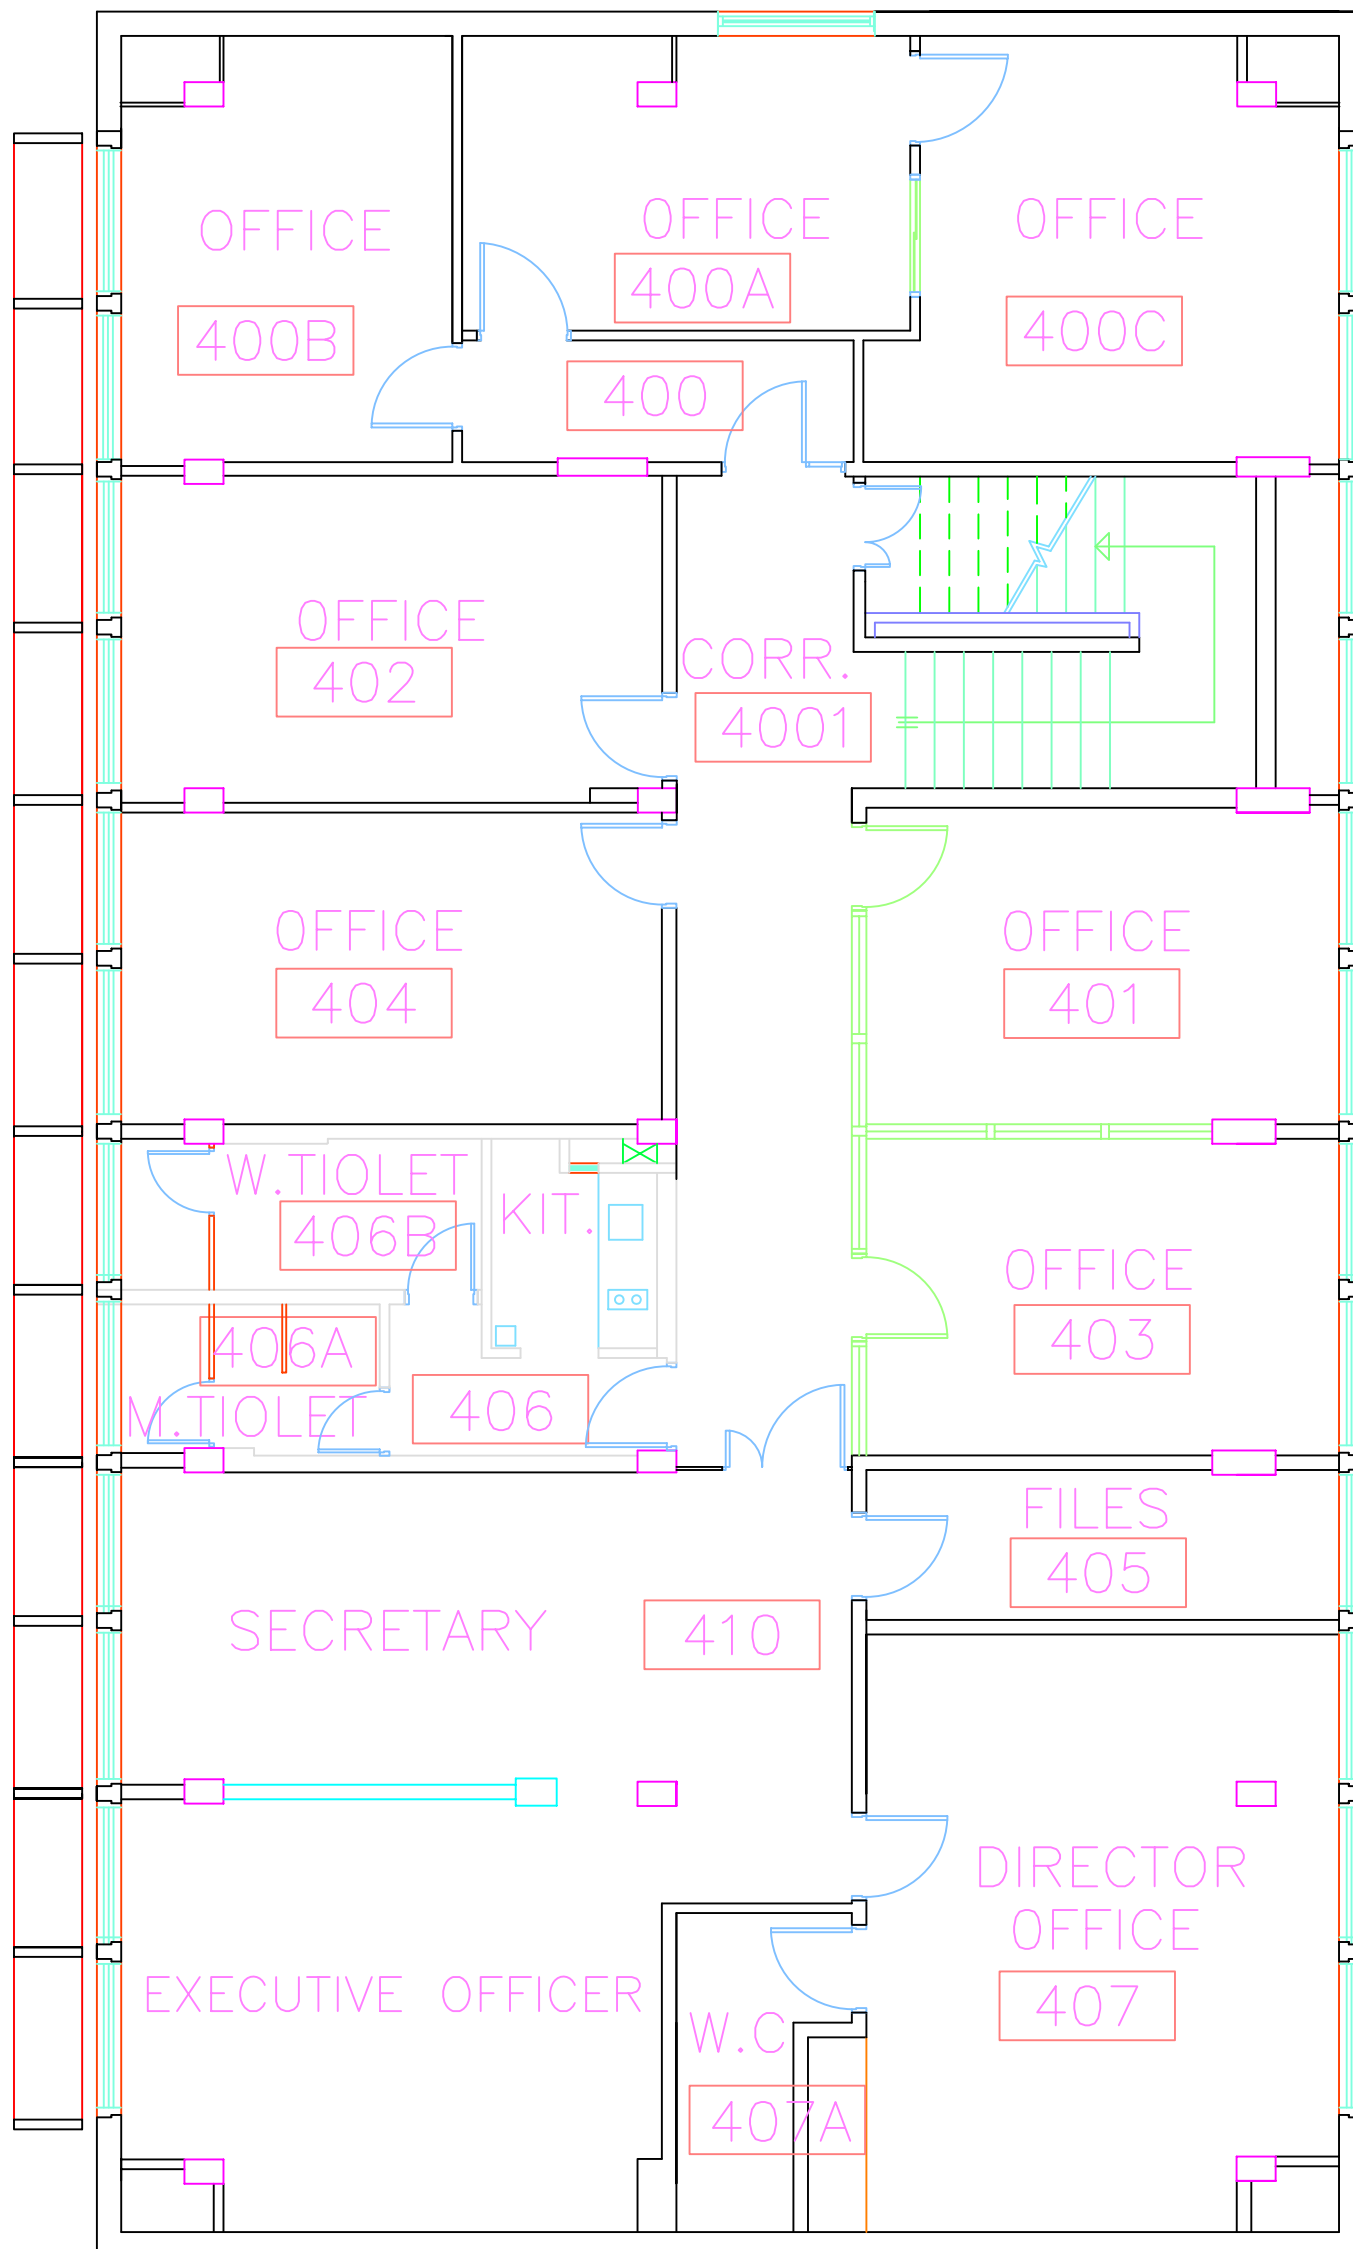 OFFICE
400B
OFFICE
400A
OFFICE
400C
400
OFFICE
402
CORR.
4001
OFFICE
404
OFFICE
401
W.TIOLET
406B
KIT.
OFFICE
403
406A
M.TIOLET
406
FILES
405
SECRETARY
410
DIRECTOR
OFFICE
407
EXECUTIVE OFFICER
W.C
407A